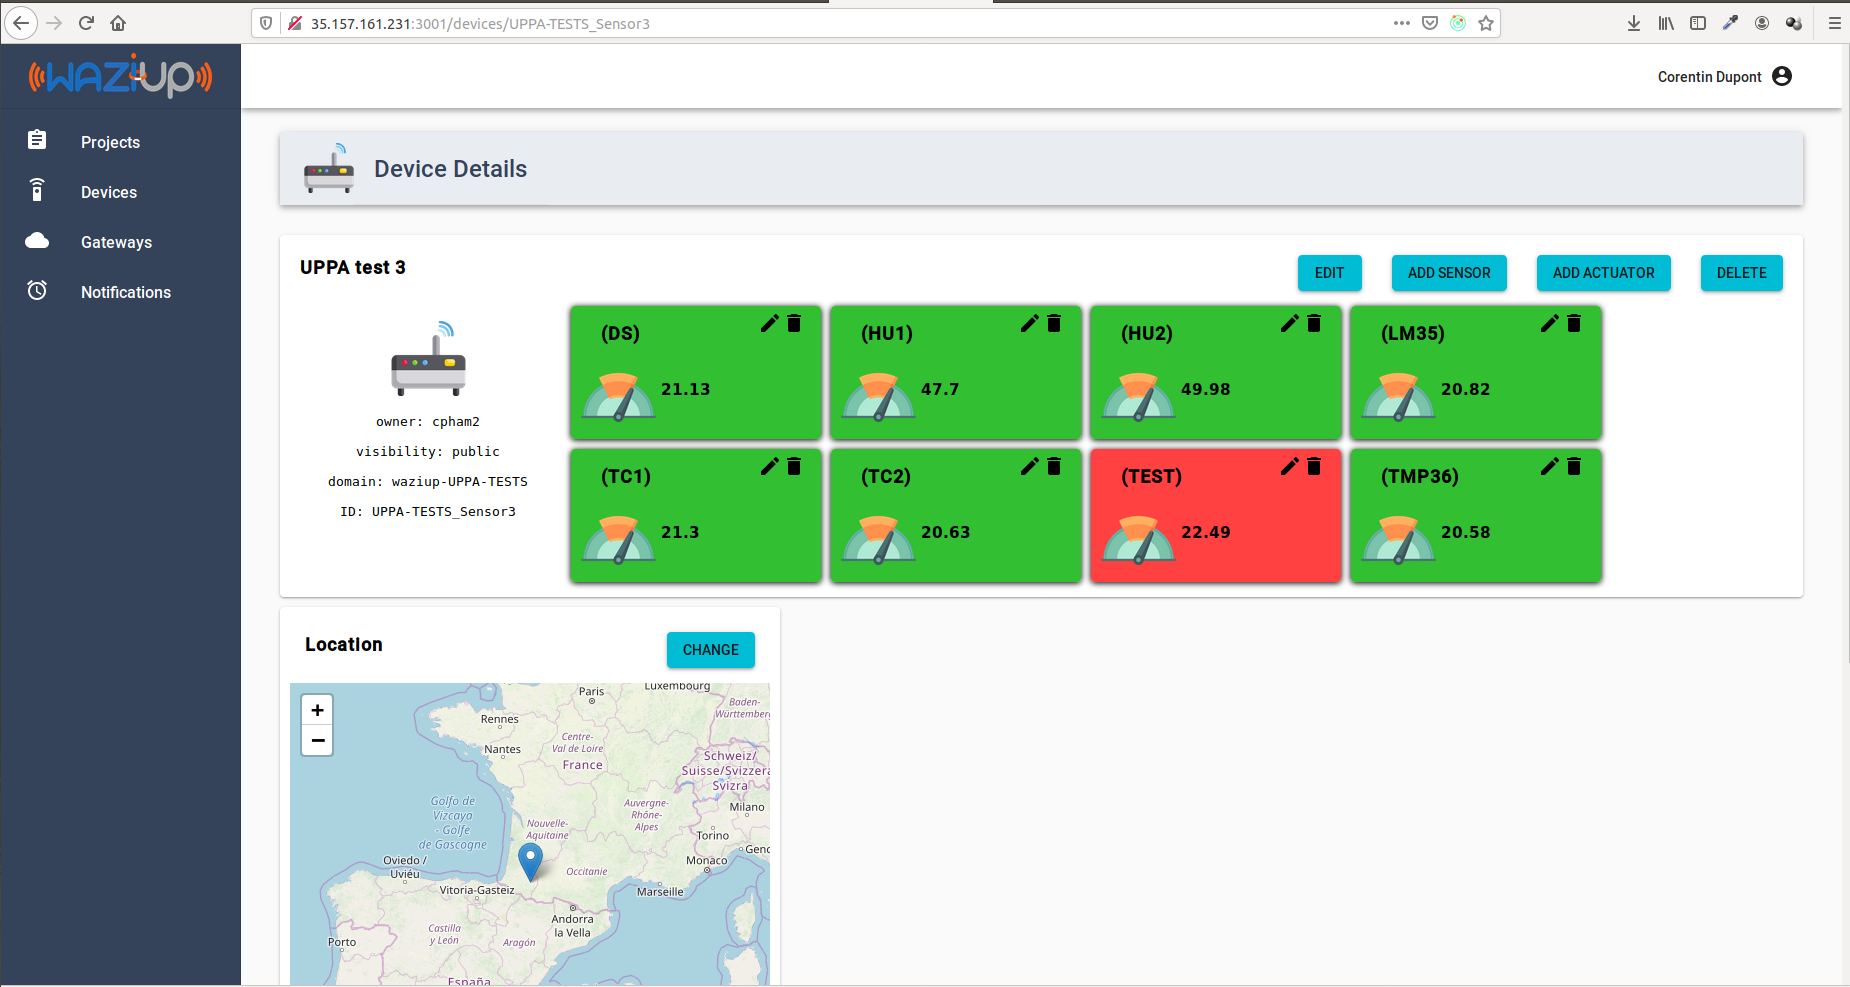 35.157.161.231:3001/devices/UPPA-TESTS_Sensor3
WAZIUP
Corentin Dupont
Projects
Devices
Gateways
Notifications
Device Details
UPPA test 3
EDIT
ADD SENSOR
ADD ACTUATOR
DELETE
owner: cpham2
visibility: public
domain: waziup-UPPA-TESTS
ID: UPPA-TESTS_Sensor3
(DS)
21.13
(HU1)
47.7
(HU2)
49.98
(LM35)
20.82
(TC1)
21.3
(TC2)
20.63
(TEST)
22.49
(TMP36)
20.58
Location
CHANGE
+
−
Paris
Luxembourg
Baden-
Württemberg
Rennes
Centre-
Val de Loire
Nantes
France
Schweiz/
Suisse/Svizzera
Svizra
Golfo de
Vizcaya
- Golfe
de Gascogne
Auvergne-
Rhône-
Alpes
Milano
Nouvelle-
Aquitaine
Torino
Geno
Oviedo /
Uviéu
Monaco
Occitanie
Vitoria-Gasteiz
Marseille
Andorra
la Vella
Castilla
y León
Aragón
Porto
España